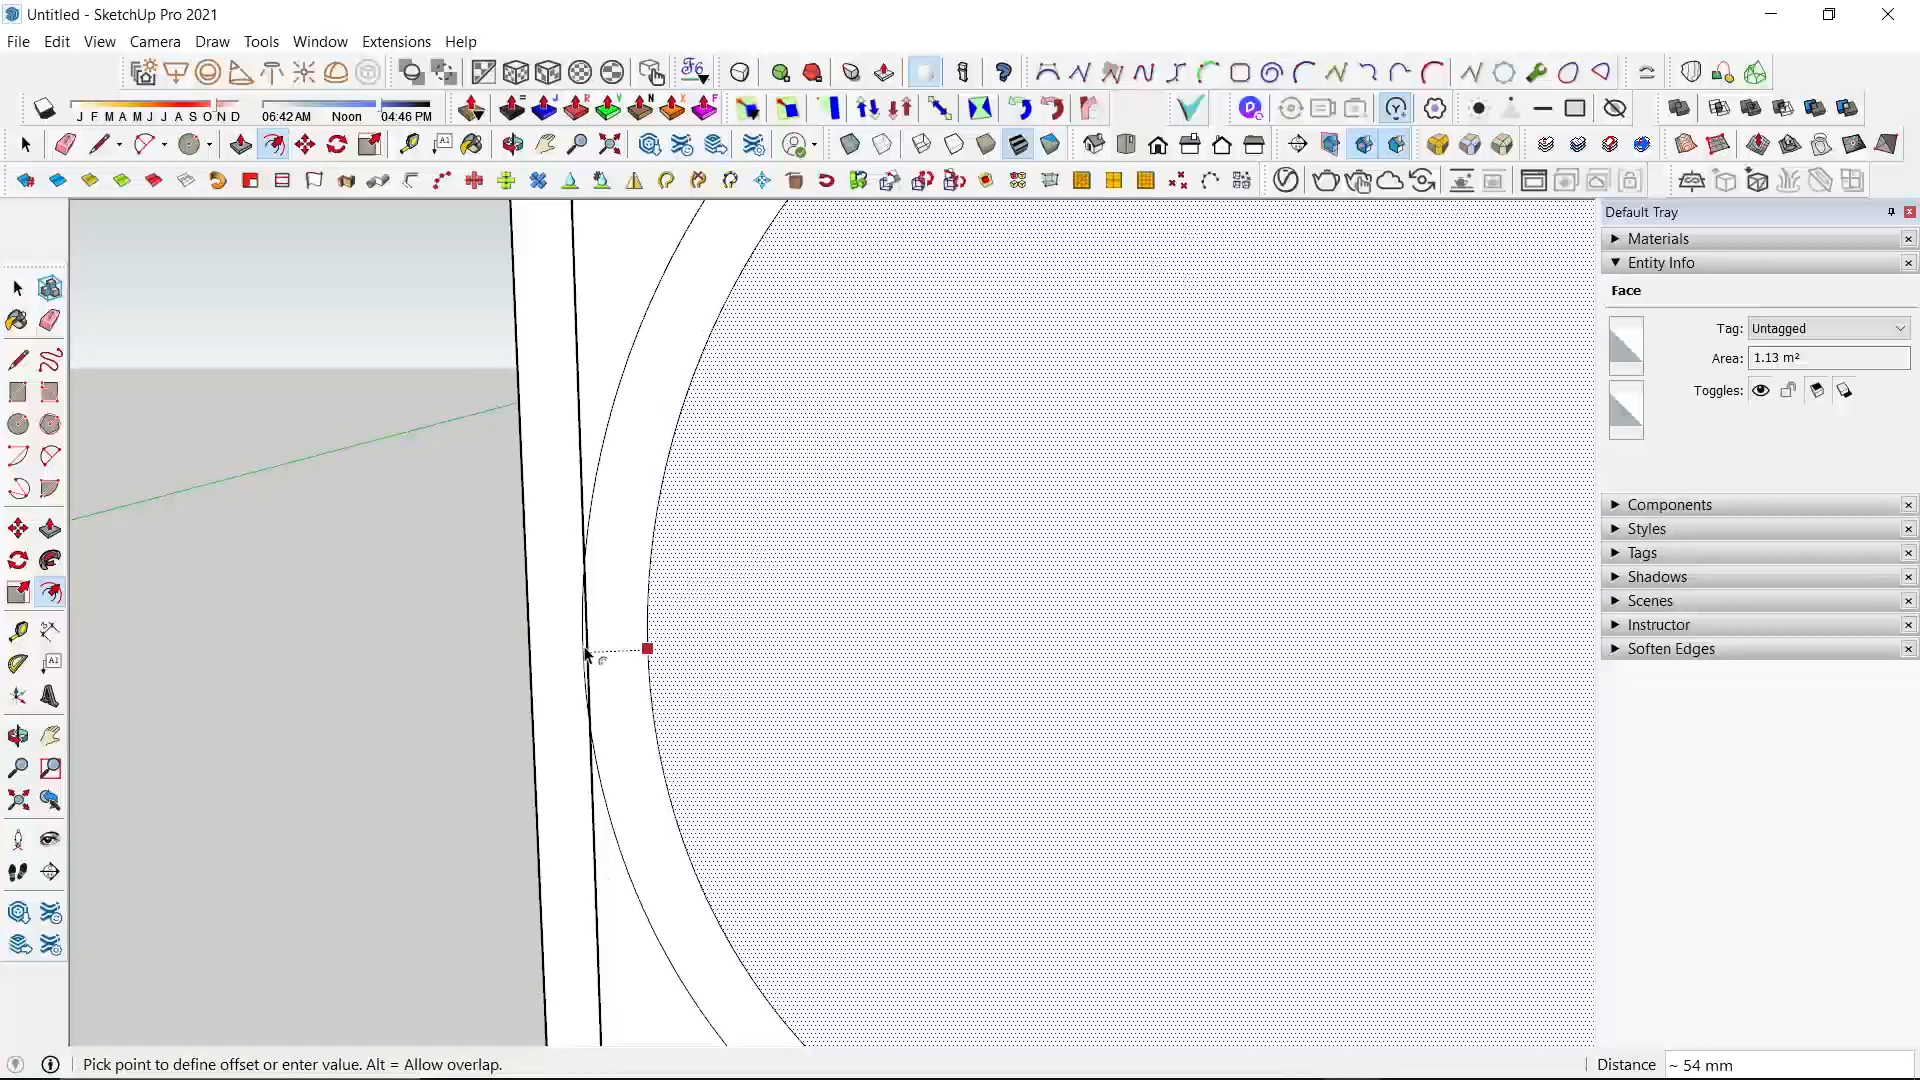 Untitled - SketchUp Pro 2021
File Edit View Camera Draw Tools Window Extensions Help
J F M A M J J A S O N D
06:42 AM Noon 04:46 PM
Default Tray
Materials
Entity Info
Face
Tag: Untagged
Area: 1.13 m²
Toggles:
Components
Styles
Tags
Shadows
Scenes
Instructor
Soften Edges
Pick point to define offset or enter value. Alt = Allow overlap.
Distance ~ 54 mm